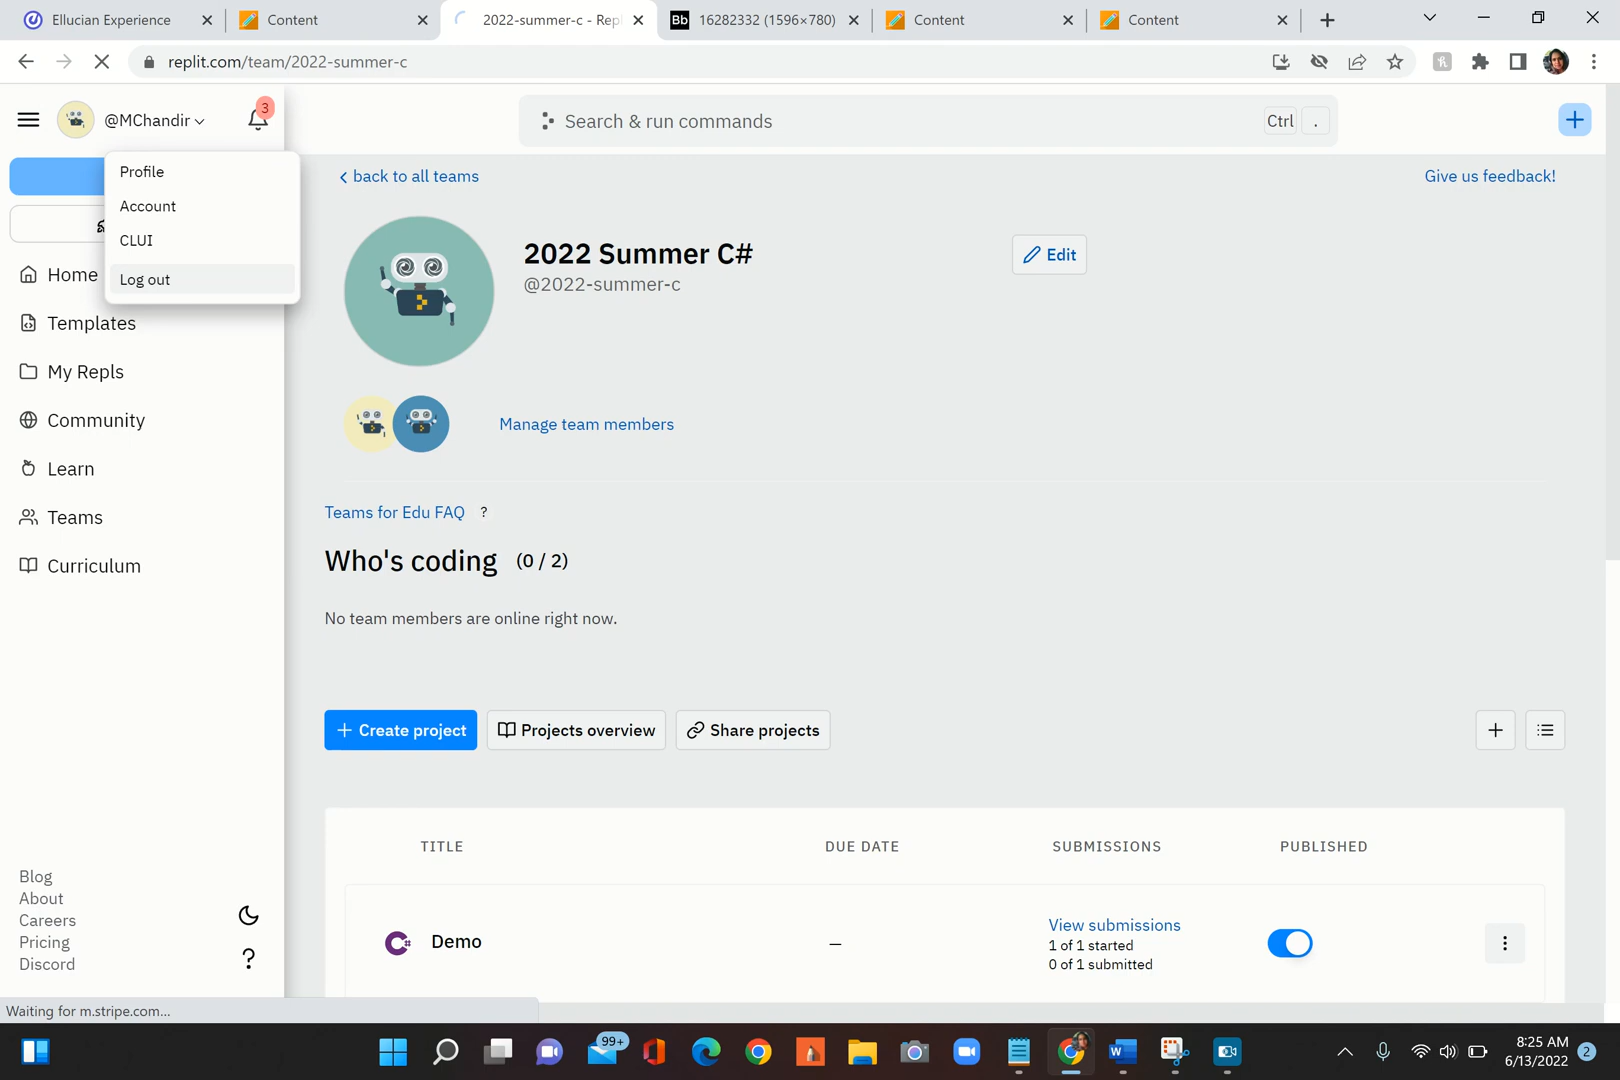 Ellucian Experience
Content
2022-summer-c - Repl
Bb 16282332 (1596×780)
Content
Content
replit.com/team/2022-summer-c
@MChandir
3
Search & run commands
Ctrl .
Profile
Account
CLUI
Log out
Home
Templates
My Repls
Community
Learn
Teams
Curriculum
Blog
About
Careers
Pricing
Discord
?
back to all teams
Give us feedback!
2022 Summer C#
@2022-summer-c
Edit
Manage team members
Teams for Edu FAQ ?
Who's coding (0 / 2)
No team members are online right now.
+ Create project
Projects overview
Share projects
TITLE DUE DATE SUBMISSIONS PUBLISHED
Demo
—
View submissions
1 of 1 started
0 of 1 submitted
Waiting for m.stripe.com...
99+
8:25 AM
6/13/2022
2